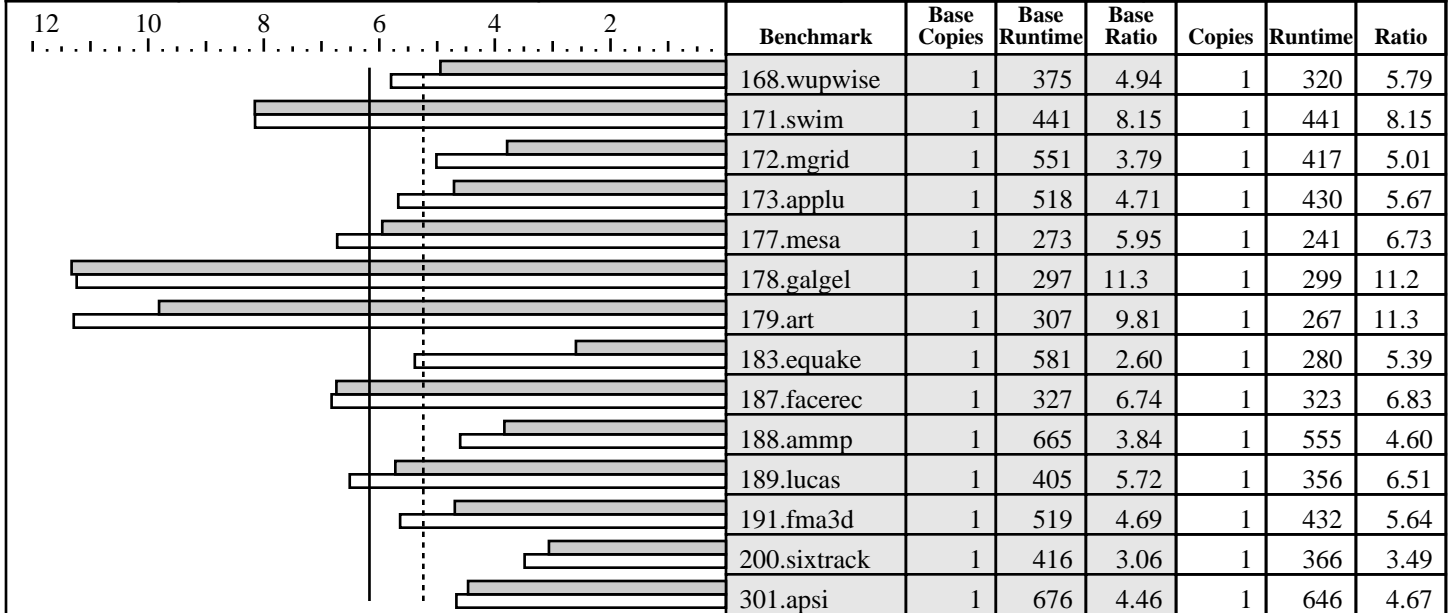 12 10 8 6 4 2
Benchmark Base Copies Base Runtime Base Ratio Copies Runtime Ratio
168.wupwise 1 375 4.94 1 320 5.79
171.swim 1 441 8.15 1 441 8.15
172.mgrid 1 551 3.79 1 417 5.01
173.applu 1 518 4.71 1 430 5.67
177.mesa 1 273 5.95 1 241 6.73
178.galgel 1 297 11.3 1 299 11.2
179.art 1 307 9.81 1 267 11.3
183.equake 1 581 2.60 1 280 5.39
187.facerec 1 327 6.74 1 323 6.83
188.ammp 1 665 3.84 1 555 4.60
189.lucas 1 405 5.72 1 356 6.51
191.fma3d 1 519 4.69 1 432 5.64
200.sixtrack 1 416 3.06 1 366 3.49
301.apsi 1 676 4.46 1 646 4.67